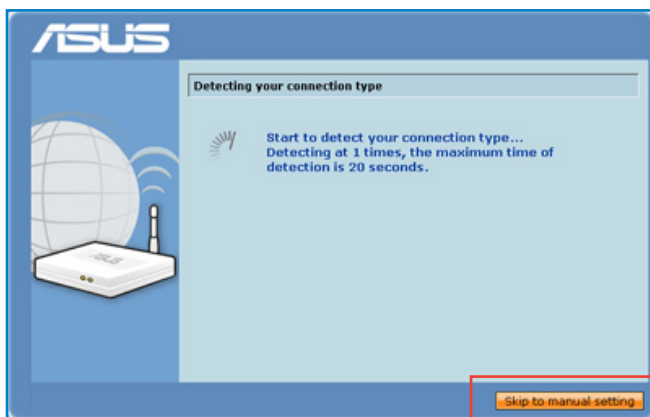 ASUS
Detecting your connection type
Start to detect your connection type...
Detecting at 1 times, the maximum time of
detection is 20 seconds.
ASUS
Skip to manual setting